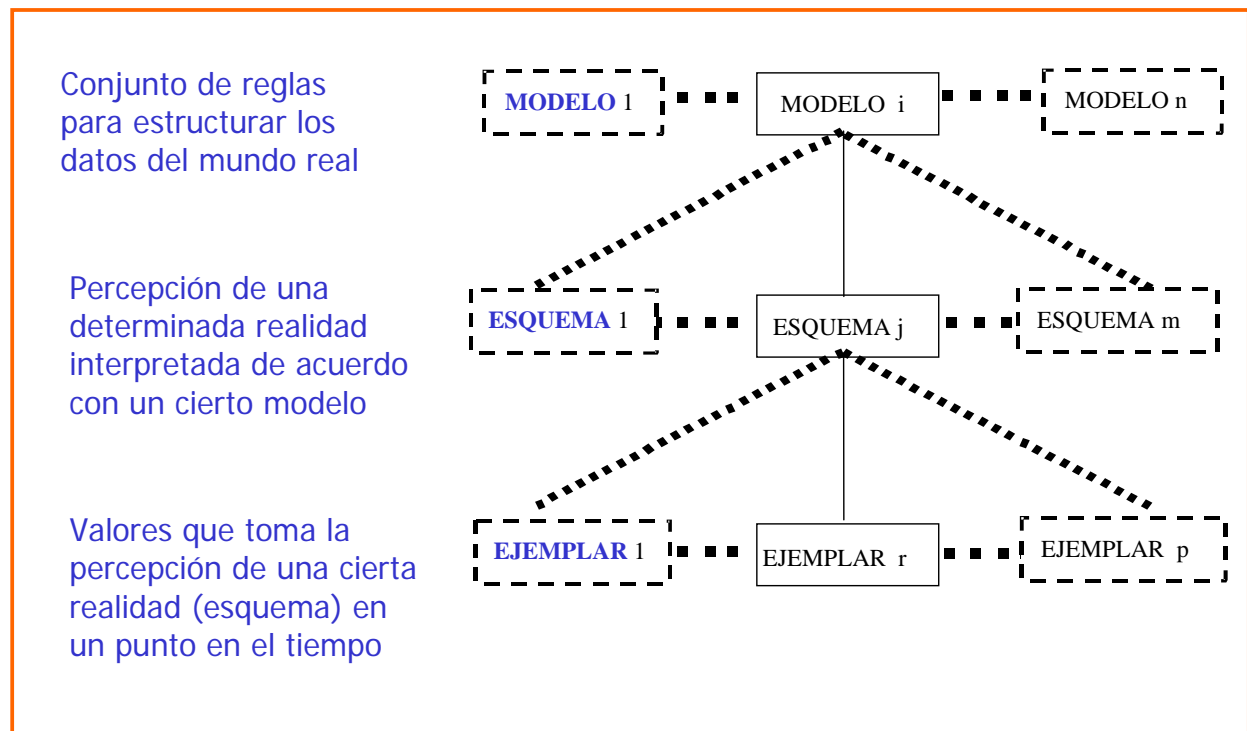 Conjunto de reglas
para estructurar los
datos del mundo real
MODELO 1
MODELO i
MODELO n
Percepción de una
determinada realidad
interpretada de acuerdo
con un cierto modelo
ESQUEMA 1
ESQUEMA j
ESQUEMA m
Valores que toma la
percepción de una cierta
realidad (esquema) en
un punto en el tiempo
EJEMPLAR 1
EJEMPLAR r
EJEMPLAR p